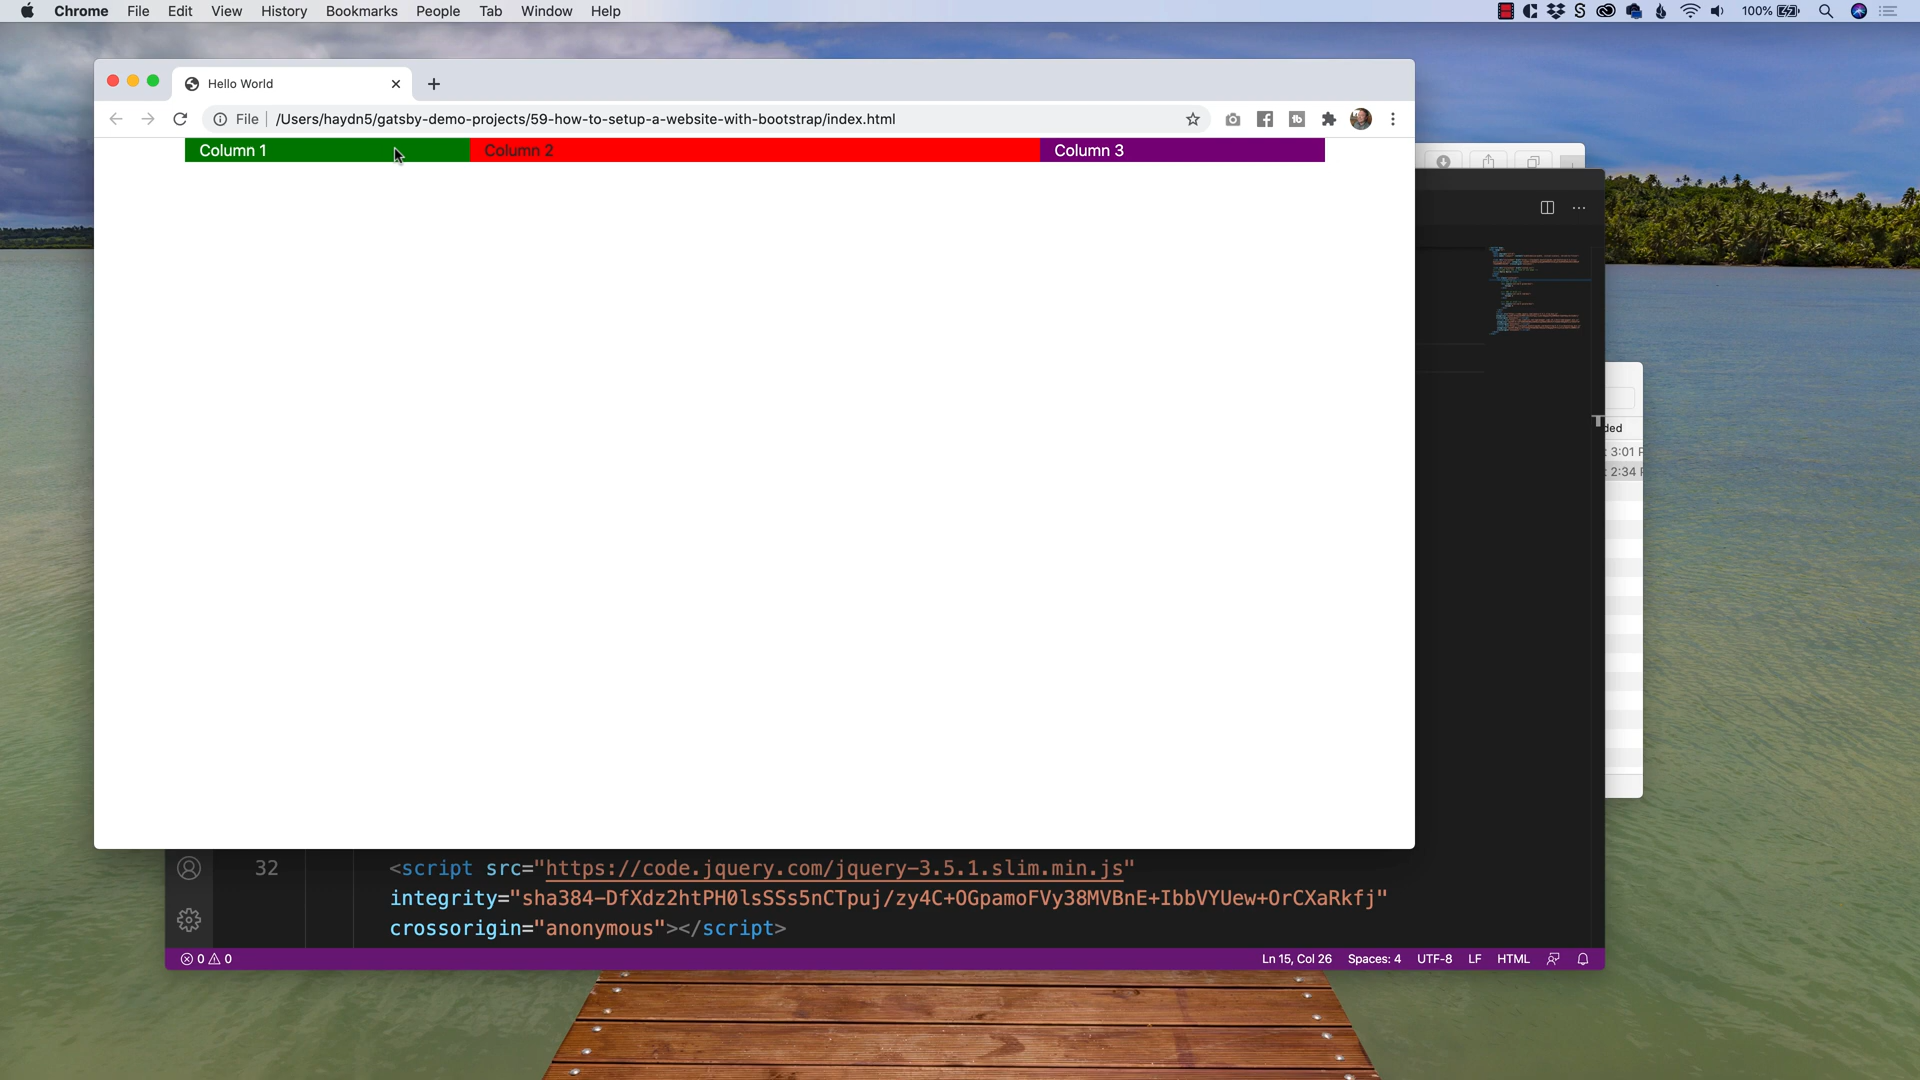 Chrome File Edit View History Bookmarks People Tab Window Help 100%
Hello World
File /Users/haydn5/gatsby-demo-projects/59-how-to-setup-a-website-with-bootstrap/index.html
Column 1 Column 2 Column 3
ded
3:01
2:34
32 <script src="https://code.jquery.com/jquery-3.5.1.slim.min.js"
integrity="sha384-DfXdz2htPH0lsSSs5nCTpuj/zy4C+OGpamoFVy38MVBnE+IbbVYUew+OrCXaRkfj"
crossorigin="anonymous"></script>
0 0 Ln 15, Col 26 Spaces: 4 UTF-8 LF HTML